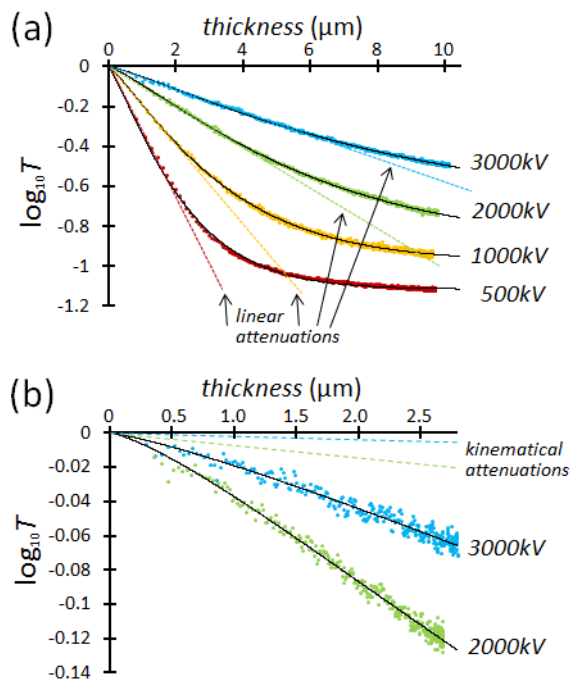 (a)
thickness (μm)
0 2 4 6 8 10
log₁₀T
0
-0.2
-0.4
-0.6
-0.8
-1
-1.2
3000kV
2000kV
1000kV
500kV
linear
attenuations
(b)
thickness (μm)
0 0.5 1.0 1.5 2.0 2.5
log₁₀T
0
-0.02
-0.04
-0.06
-0.08
-0.1
-0.12
-0.14
kinematical
attenuations
3000kV
2000kV